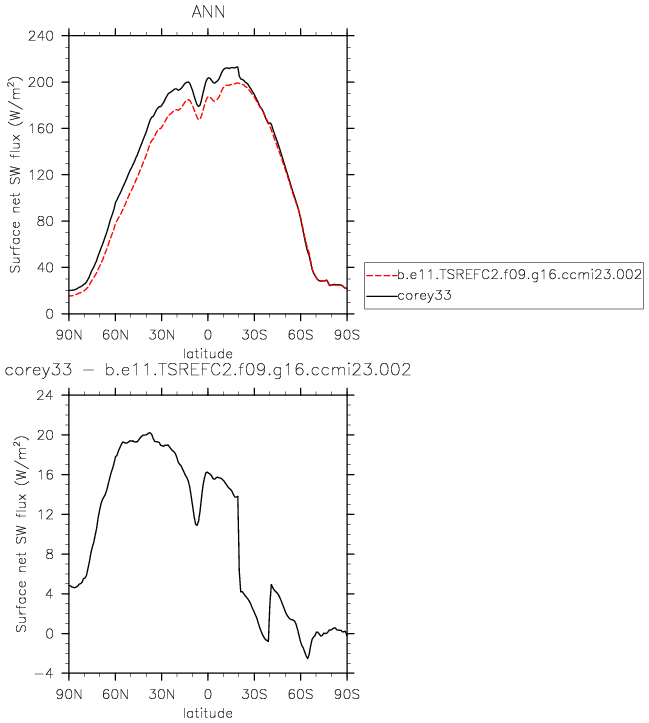 ANN
Surface net SW flux (W/m²)
240
200
160
120
80
40
0
90N 60N 30N 0 30S 60S 90S
latitude
b.e11.TSREFC2.f09.g16.ccmi23.002
corey33
corey33 − b.e11.TSREFC2.f09.g16.ccmi23.002
Surface net SW flux (W/m²)
24
20
16
12
8
4
0
−4
90N 60N 30N 0 30S 60S 90S
latitude